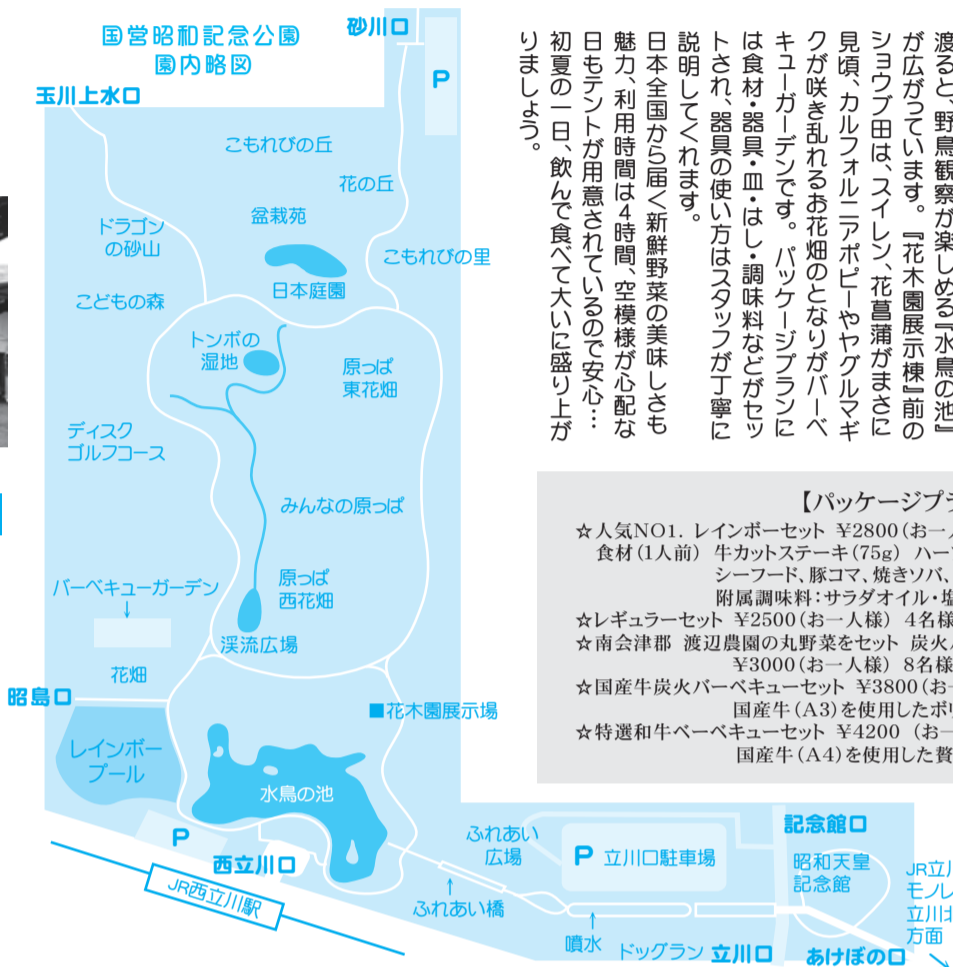 国営昭和記念公園
園内略図
砂川口
P
玉川上水口
こもれびの丘
花の丘
盆栽苑
ドラゴン
の砂山
こもれびの里
日本庭園
こどもの森
トンボの
湿地
原っぱ
東花畑
ディスク
ゴルフコース
みんなの原っぱ
原っぱ
西花畑
バーベキューガーデン
↓
渓流広場
花畑
昭島口
■花木園展示場
レインボー
プール
水鳥の池
P
西立川口
JR西立川駅
ふれあい
広場
↑
ふれあい橋
P 立川口駐車場
記念館口
昭和天皇
記念館
↑
噴水
ドッグラン
立川口
あけぼの口
JR立川
モノレ
立川北
方面
渡ると、野鳥観察が楽しめる『水鳥の池』
が広がっています。『花木園展示棟』前の
ショウブ田は、スイレン、花菖蒲がまさに
見頃、カルフォルニアポピーやヤグルマギ
クが咲き乱れるお花畑のとなりがバーベ
キューガーデンです。パッケージプランに
は食材・器具・皿・はし・調味料などがセッ
トされ、器具の使い方はスタッフが丁寧に
説明してくれます。
日本全国から届く新鮮野菜の美味しさも
魅力、利用時間は4時間、空模様が心配な
日もテントが用意されているので安心…
初夏の一日、飲んで食べて大いに盛り上が
りましょう。
【パッケージプラ
☆人気NO1. レインボーセット ¥2800(お一人
食材(1人前) 牛カットステーキ(75g) ハー
シーフード、豚コマ、焼きソバ、
附属調味料：サラダオイル・塩
☆レギュラーセット ¥2500(お一人様) 4名様
☆南会津郡 渡辺農園の丸野菜をセット 炭火バ
¥3000(お一人様) 8名様
☆国産牛炭火バーベキューセット ¥3800(お一
国産牛(A3)を使用したボリ
☆特選和牛ベーベキューセット ¥4200 (お一
国産牛(A4)を使用した贅